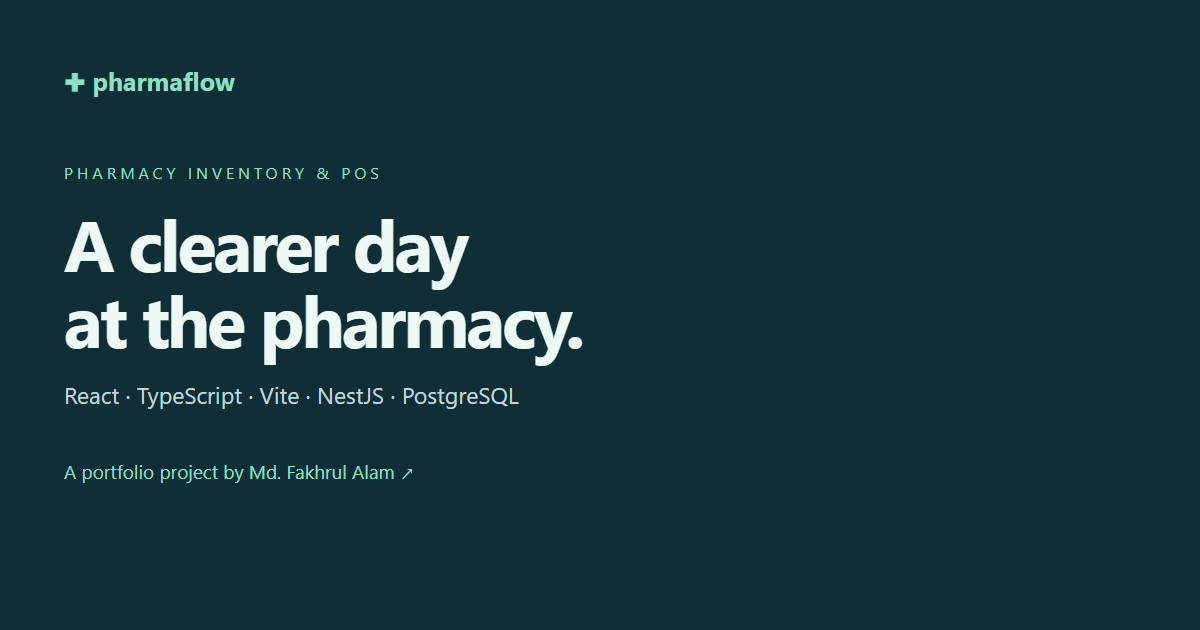 ✚ pharmaflow
PHARMACY INVENTORY & POS
A clearer day
at the pharmacy.
React · TypeScript · Vite · NestJS · PostgreSQL
A portfolio project by Md. Fakhrul Alam ↗